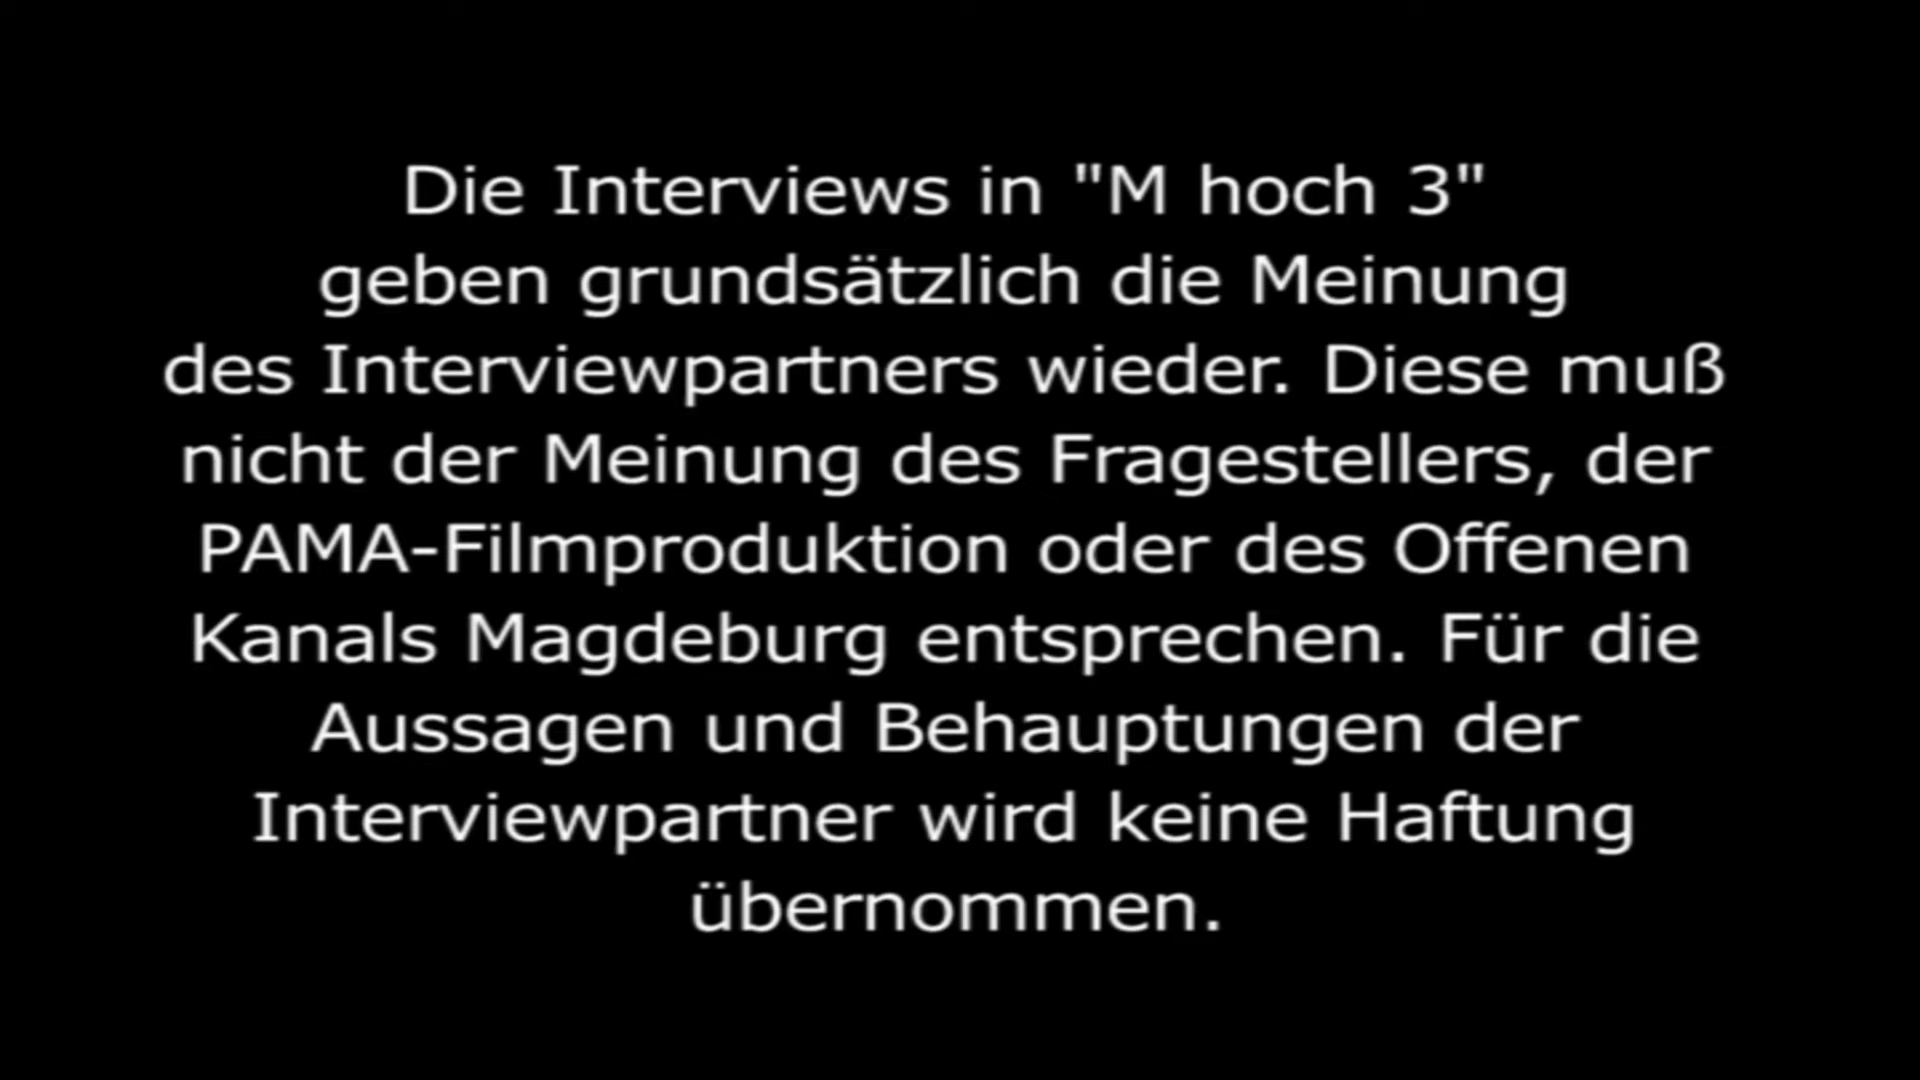 Die Interviews in "M hoch 3"
geben grundsätzlich die Meinung
des Interviewpartners wieder. Diese muß
nicht der Meinung des Fragestellers, der
PAMA-Filmproduktion oder des Offenen
Kanals Magdeburg entsprechen. Für die
Aussagen und Behauptungen der
Interviewpartner wird keine Haftung
übernommen.